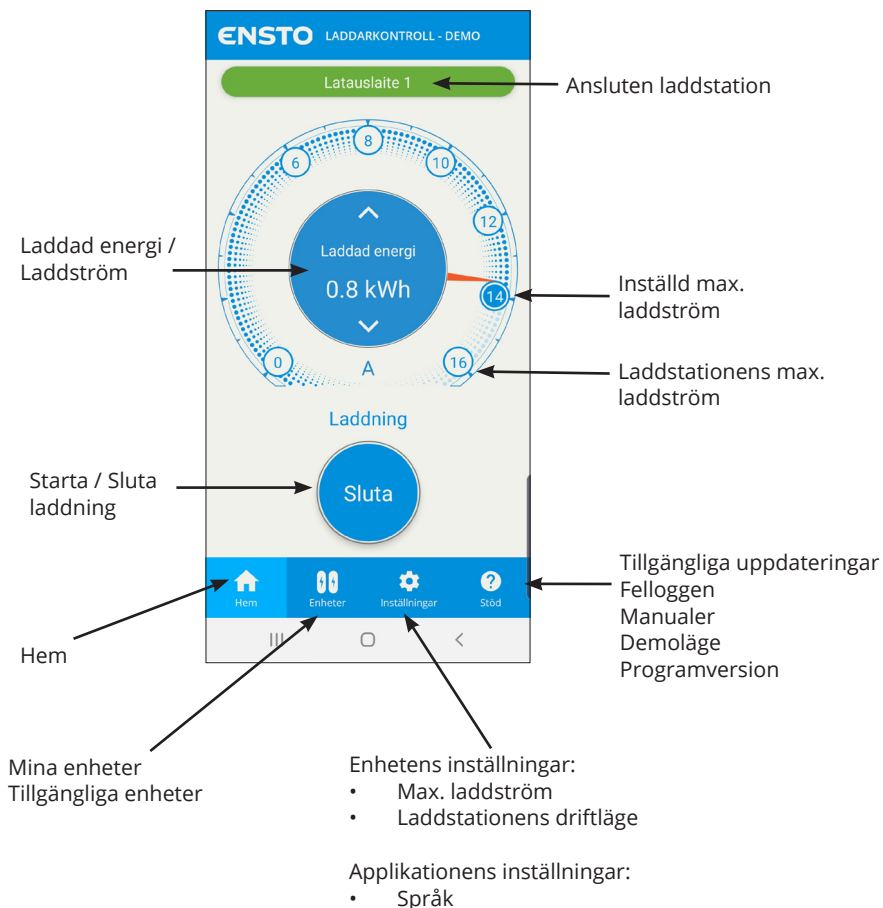 ENSTO LADDARKONTROLL - DEMO
Latauslaite 1
Ansluten laddstation
8
6
10
12
Laddad energi /
Laddström
Laddad energi
0.8 kWh
14
Inställd max.
laddström
0
A
16
Laddstationens max.
laddström
Laddning
Starta / Sluta
laddning
Sluta
Hem
Enheter
Inställningar
? Stöd
Tillgängliga uppdateringar
Felloggen
Manualer
Demoläge
Programversion
Hem
Mina enheter
Tillgängliga enheter
Enhetens inställningar:
• Max. laddström
• Laddstationens driftläge
Applikationens inställningar:
• Språk